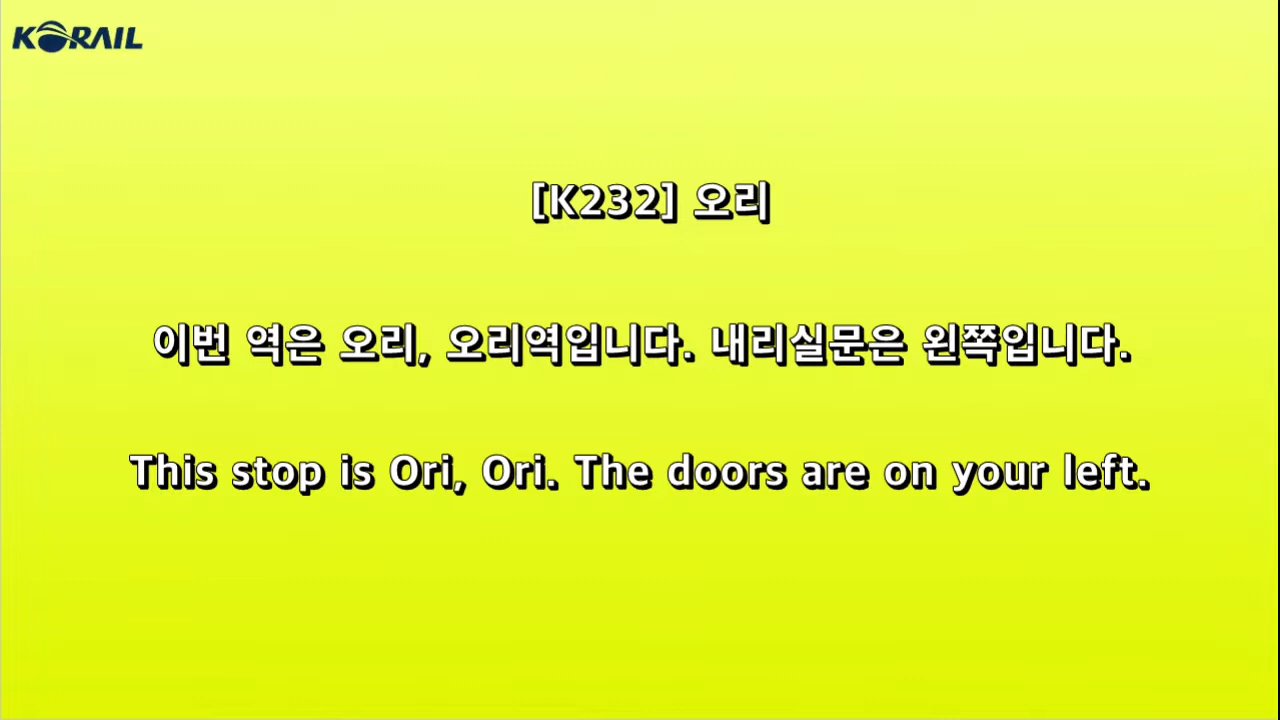 KORAIL
[K232] 오리
이번 역은 오리, 오리역입니다. 내리실문은 왼쪽입니다.
This stop is Ori, Ori. The doors are on your left.